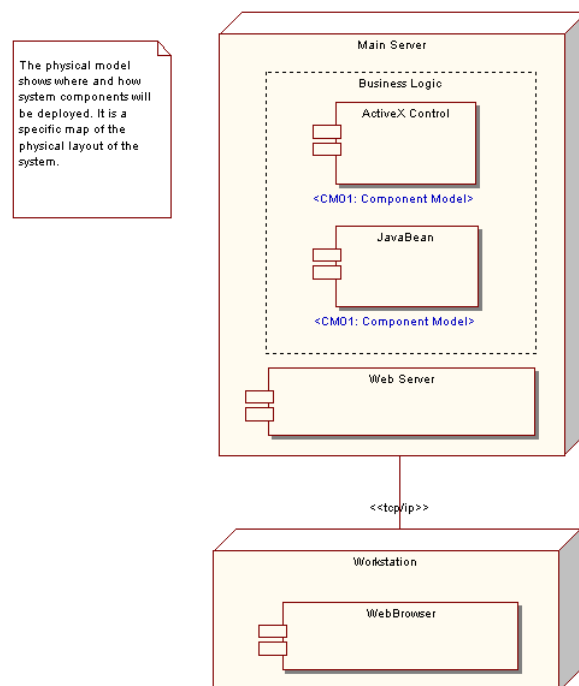 The physical model
shows where and how
system components will
be deployed. It is a
specific map of the
physical layout of the
system.
Main Server
Business Logic
ActiveX Control
<CM01: Component Model>
JavaBean
<CM01: Component Model>
Web Server
<<tcp/ip>>
Workstation
WebBrowser